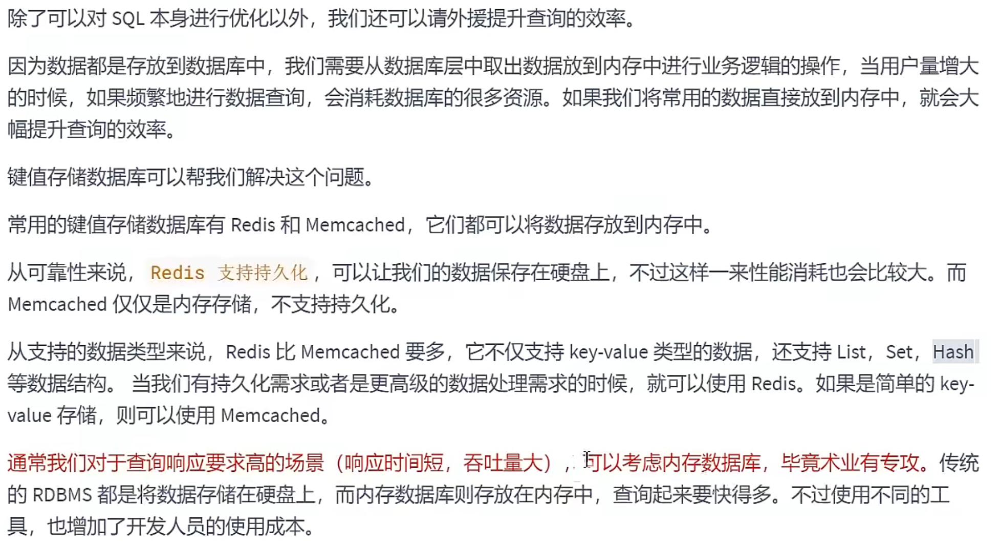 除了可以对 SQL 本身进行优化以外，我们还可以请外援提升查询的效率。
因为数据都是存放到数据库中，我们需要从数据库层中取出数据放到内存中进行业务逻辑的操作，当用户量增大
的时候，如果频繁地进行数据查询，会消耗数据库的很多资源。如果我们将常用的数据直接放到内存中，就会大
幅提升查询的效率。
键值存储数据库可以帮我们解决这个问题。
常用的键值存储数据库有 Redis 和 Memcached，它们都可以将数据存放到内存中。
从可靠性来说， Redis 支持持久化 ，可以让我们的数据保存在硬盘上，不过这样一来性能消耗也会比较大。而
Memcached 仅仅是内存存储，不支持持久化。
从支持的数据类型来说，Redis 比 Memcached 要多，它不仅支持 key-value 类型的数据，还支持 List，Set，Hash
等数据结构。 当我们有持久化需求或者是更高级的数据处理需求的时候，就可以使用 Redis。如果是简单的 key-
value 存储，则可以使用 Memcached。
通常我们对于查询响应要求高的场景（响应时间短，吞吐量大），可以考虑内存数据库，毕竟术业有专攻。传统
的 RDBMS 都是将数据存储在硬盘上，而内存数据库则存放在内存中，查询起来要快得多。不过使用不同的工
具，也增加了开发人员的使用成本。